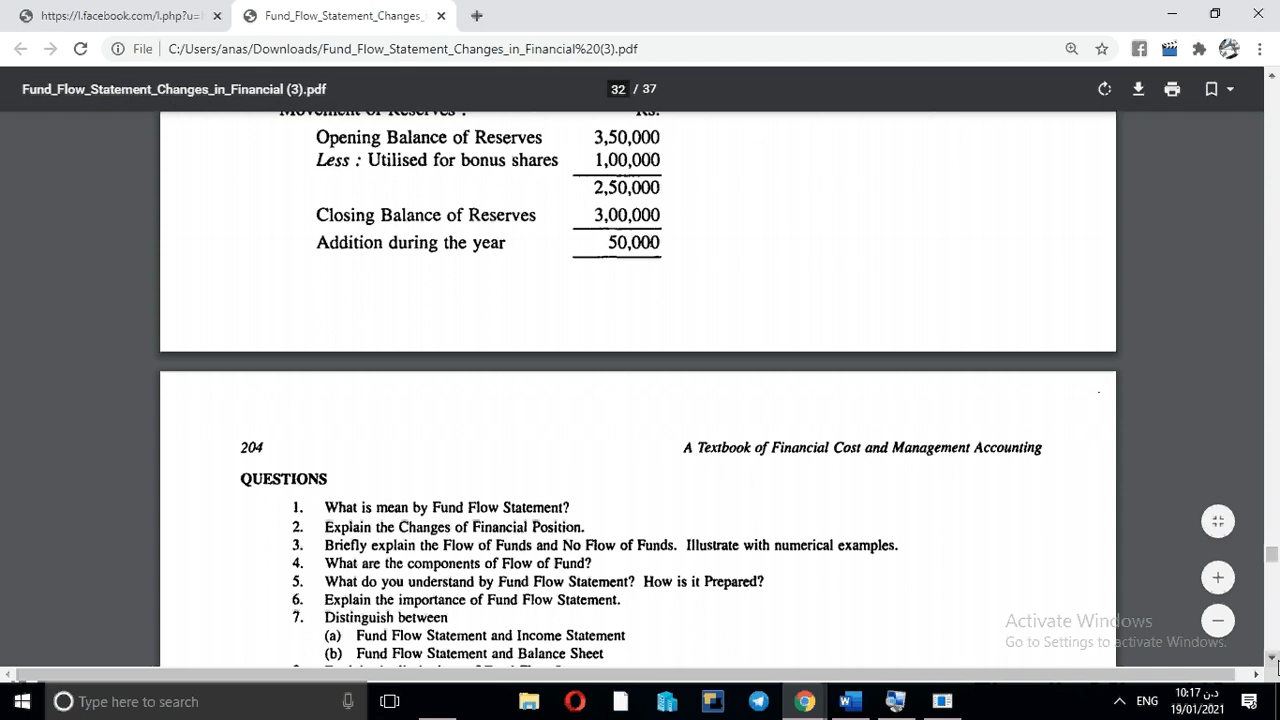 https://l.facebook.com/l.php?u=
Fund_Flow_Statement_Changes_
File
C:/Users/anas/Downloads/Fund_Flow_Statement_Changes_in_Financial%20(3).pdf
Fund_Flow_Statement_Changes_in_Financial (3).pdf
32 / 37
Movement of Reserves : Rs.
Opening Balance of Reserves 3,50,000
Less : Utilised for bonus shares 1,00,000
2,50,000
Closing Balance of Reserves 3,00,000
Addition during the year 50,000
204 A Textbook of Financial Cost and Management Accounting
QUESTIONS
1. What is mean by Fund Flow Statement?
2. Explain the Changes of Financial Position.
3. Briefly explain the Flow of Funds and No Flow of Funds. Illustrate with numerical examples.
4. What are the components of Flow of Fund?
5. What do you understand by Fund Flow Statement? How is it Prepared?
6. Explain the importance of Fund Flow Statement.
7. Distinguish between
(a) Fund Flow Statement and Income Statement
(b) Fund Flow Statement and Balance Sheet
Activate Windows
Go to Settings to activate Windows.
Type here to search
ENG
10:17 د.ن
19/01/2021